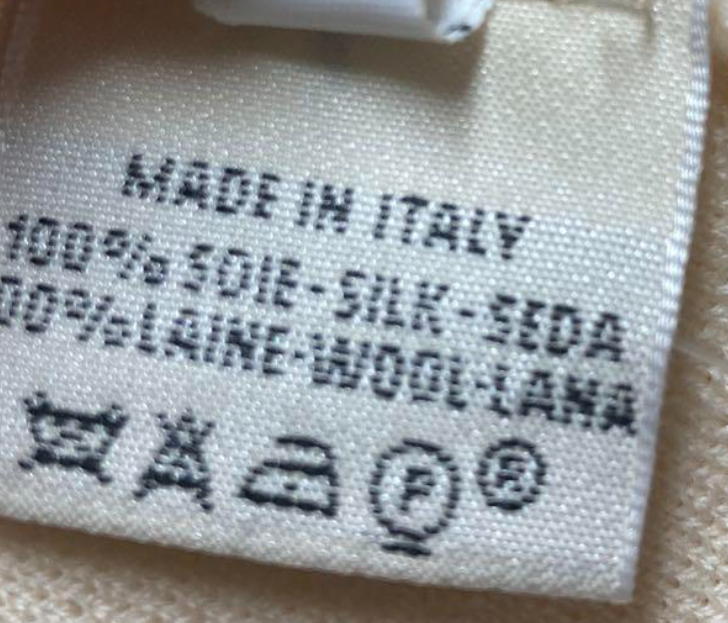 MADE IN ITALY
100% SOIE-SILK-SEDA
00% LAINE-WOOL-LANA
P R